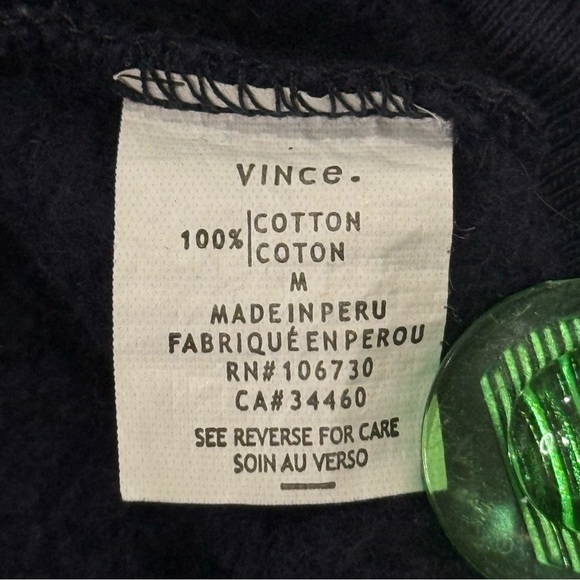 VINce.
100% COTTON
COTON
M
MADE IN PERU
FABRIQUÉ EN PEROU
RN# 106730
CA# 34460
SEE REVERSE FOR CARE
SOIN AU VERSO